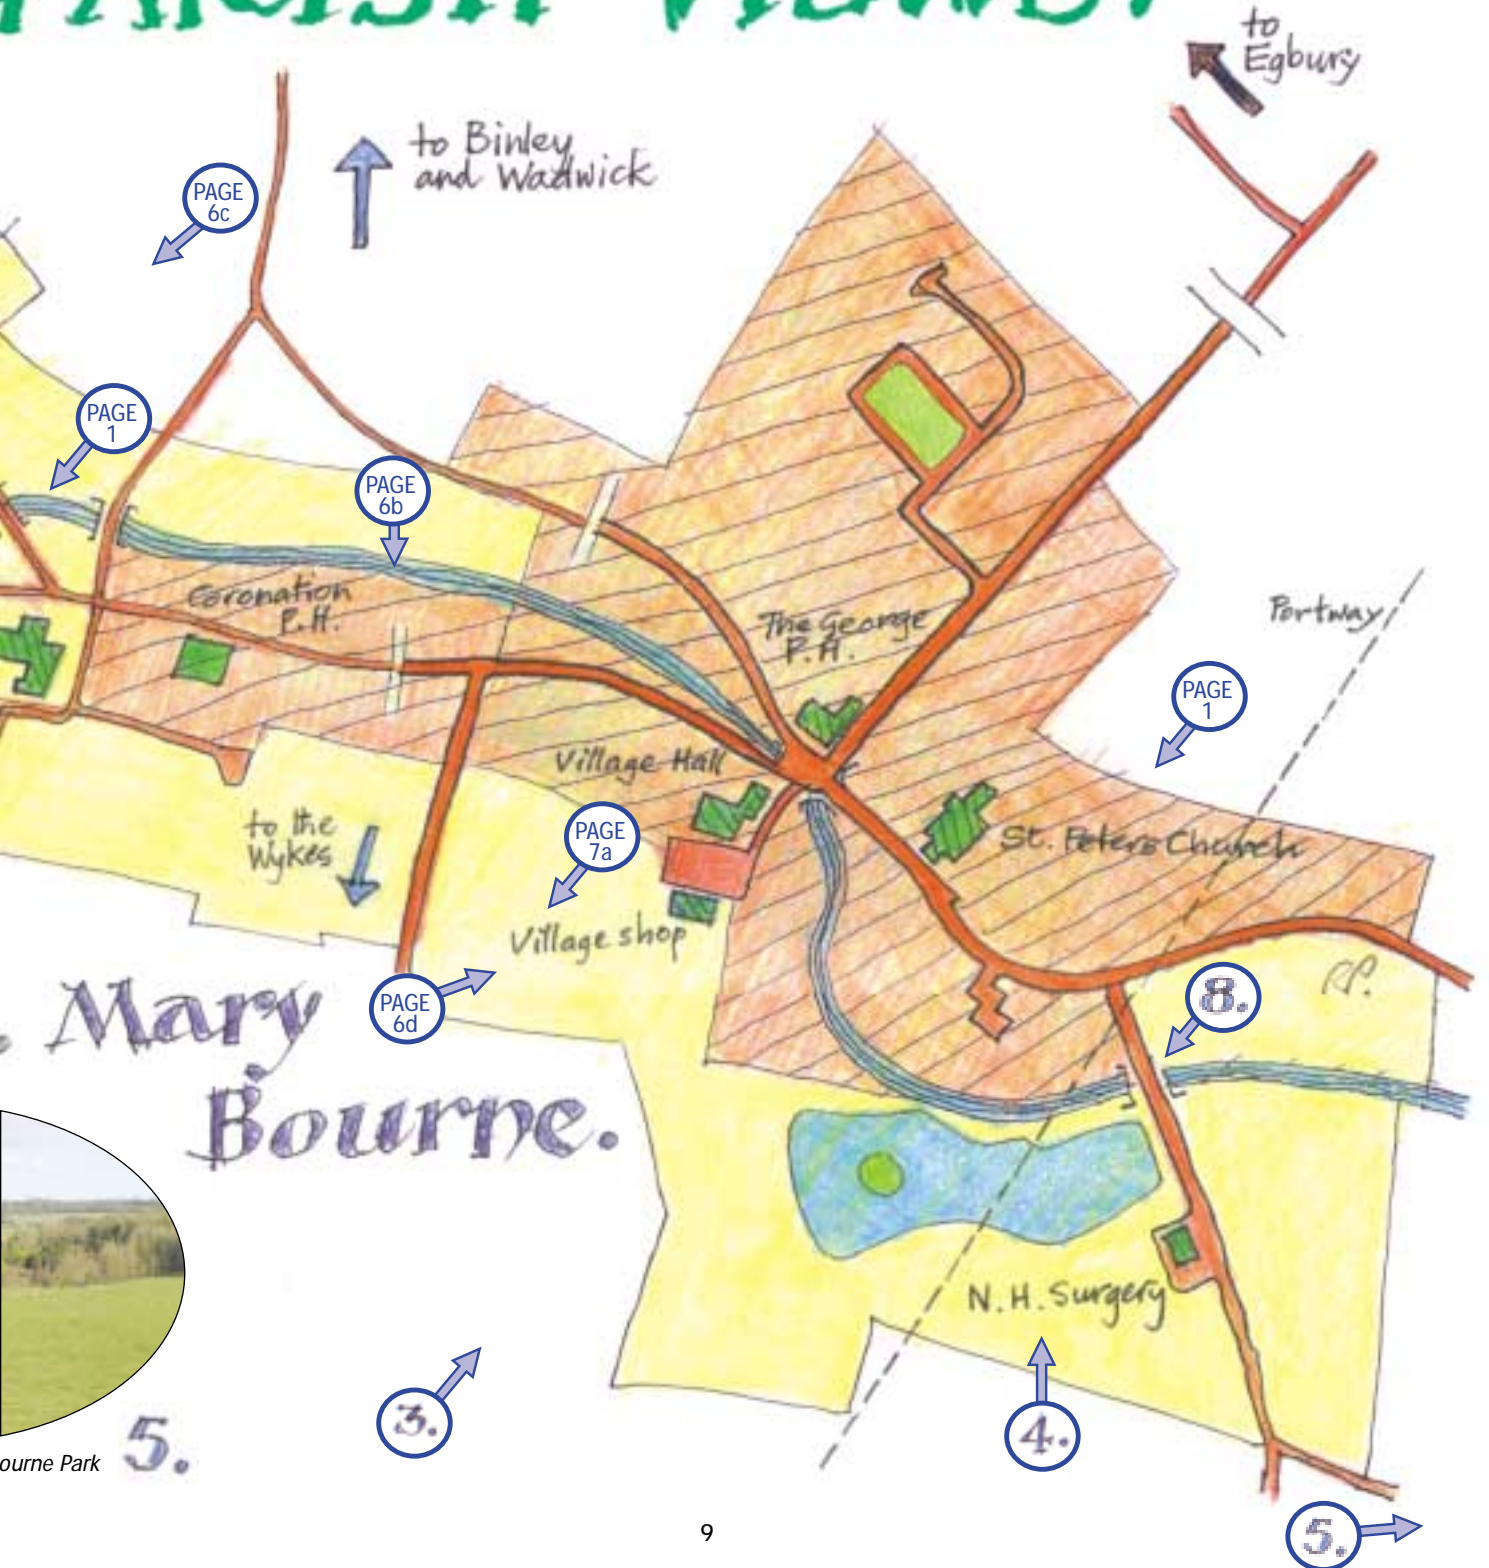 PARISH VIEWS.
to
Egbury
to Binley
and Wadwick
PAGE
6c
PAGE
1
PAGE
6b
Coronation
P.H.
The George
P.H.
Portway
PAGE
1
Village Hall
to the
Wykes
PAGE
7a
St. Peters Church
Village shop
PAGE
6d
R.P.
8.
Mary
Bourne.
N.H. Surgery
3.
4.
5.
ourne Park
9
5.